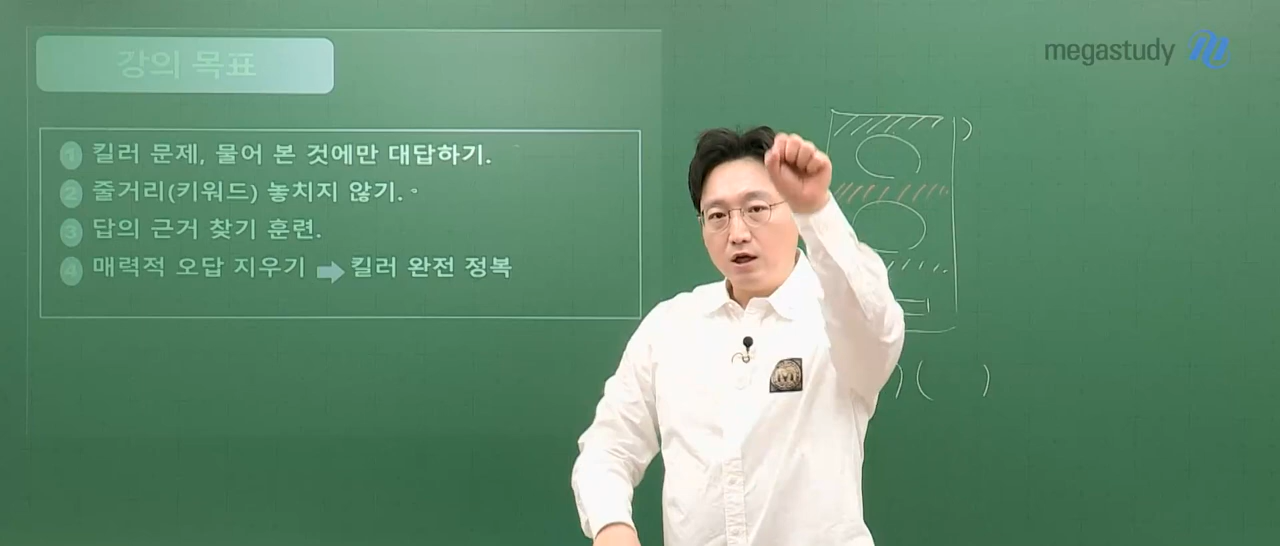 강의 목표
megastudy
1 킬러 문제, 물어 본 것에만 대답하기.
2 줄거리(키워드) 놓치지 않기.
3 답의 근거 찾기 훈련.
4 매력적 오답 지우기 ➡ 킬러 완전 정복